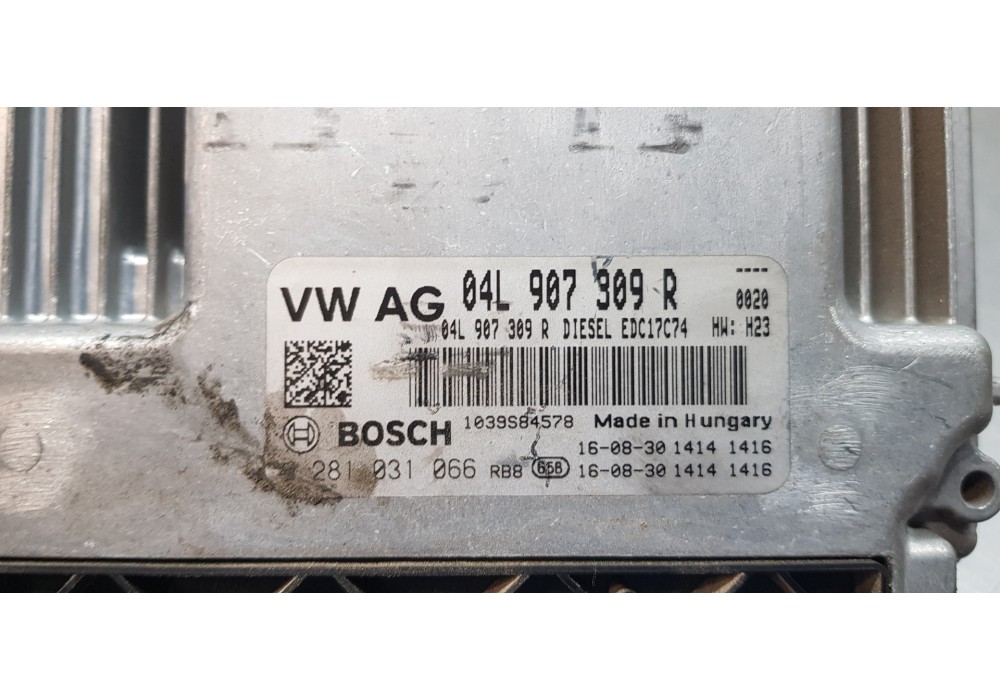 VW AG 04L 907 309 R ----
0020
04L 907 309 R DIESEL EDC17C74 HW: H23
BOSCH 1039S84578 Made in Hungary
16-08-30 1414 1416
281 031 066 RB8 658 16-08-30 1414 1416